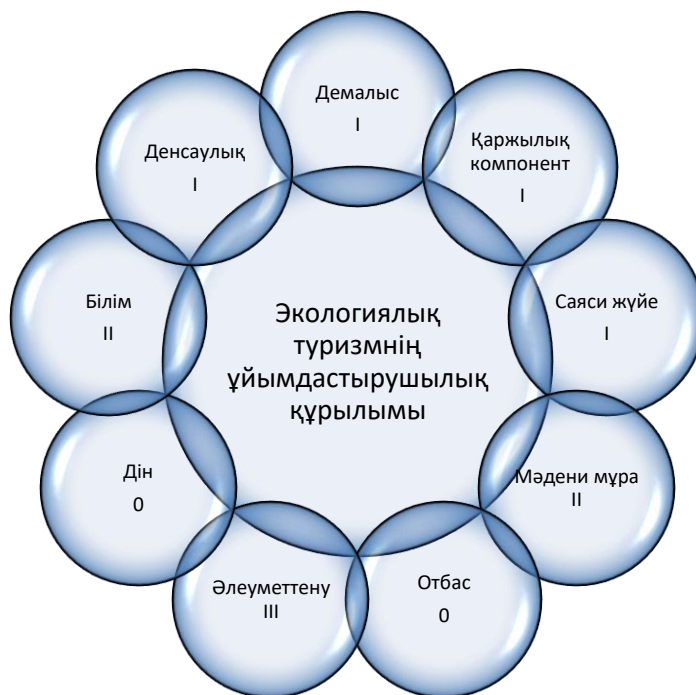 Демалыс
I
Қаржылық
компонент
I
Саяси жүйе
I
Мәдени мұра
II
Отбас
0
Әлеуметтену
III
Дін
0
Білім
II
Денсаулық
I
Экологиялық
туризмнің
ұйымдастырушылық
құрылымы